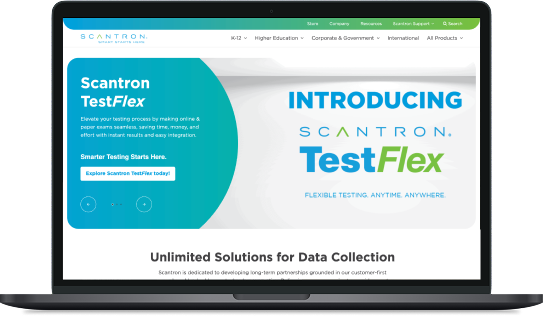 Store Company Resources Scantron Support Search
SCANTRON.
SMART STARTS HERE.
K-12 Higher Education Corporate & Government International All Products
Scantron
TestFlex
Elevate your testing process by making online &
paper exams seamless, saving time, money, and
effort with instant results and easy integration.
Smarter Testing Starts Here.
Explore Scantron TestFlex today!
INTRODUCING
SCANTRON®
TestFlex
FLEXIBLE TESTING. ANYTIME, ANYWHERE.
Unlimited Solutions for Data Collection
Scantron is dedicated to developing long-term partnerships grounded in our customer-first